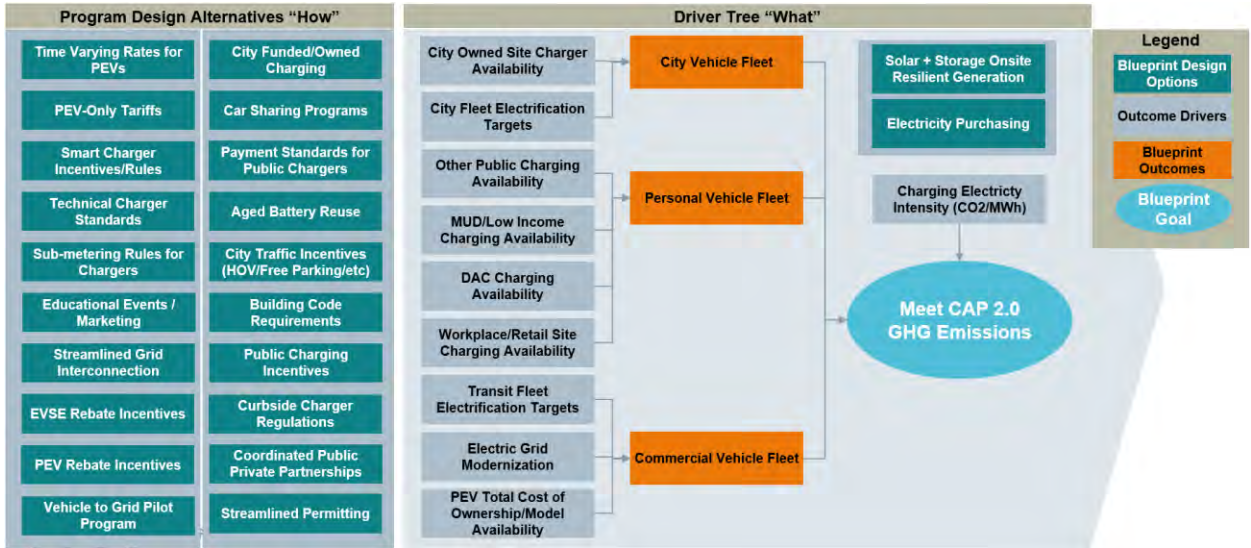 Program Design Alternatives “How”
Time Varying Rates for
PEVs
City Funded/Owned
Charging
PEV-Only Tariffs
Car Sharing Programs
Smart Charger
Incentives/Rules
Payment Standards for
Public Chargers
Technical Charger
Standards
Aged Battery Reuse
Sub-metering Rules for
Chargers
City Traffic Incentives
(HOV/Free Parking/etc)
Educational Events /
Marketing
Building Code
Requirements
Streamlined Grid
Interconnection
Public Charging
Incentives
EVSE Rebate Incentives
Curbside Charger
Regulations
PEV Rebate Incentives
Coordinated Public
Private Partnerships
Vehicle to Grid Pilot
Program
Streamlined Permitting
Driver Tree “What”
City Owned Site Charger
Availability
City Fleet Electrification
Targets
Other Public Charging
Availability
MUD/Low Income
Charging Availability
DAC Charging
Availability
Workplace/Retail Site
Charging Availability
Transit Fleet
Electrification Targets
Electric Grid
Modernization
PEV Total Cost of
Ownership/Model
Availability
City Vehicle Fleet
Personal Vehicle Fleet
Commercial Vehicle Fleet
Solar + Storage Onsite
Resilient Generation
Electricity Purchasing
Charging Electricty
Intensity (CO2/MWh)
Meet CAP 2.0
GHG Emissions
Legend
Blueprint Design
Options
Outcome Drivers
Blueprint
Outcomes
Blueprint
Goal